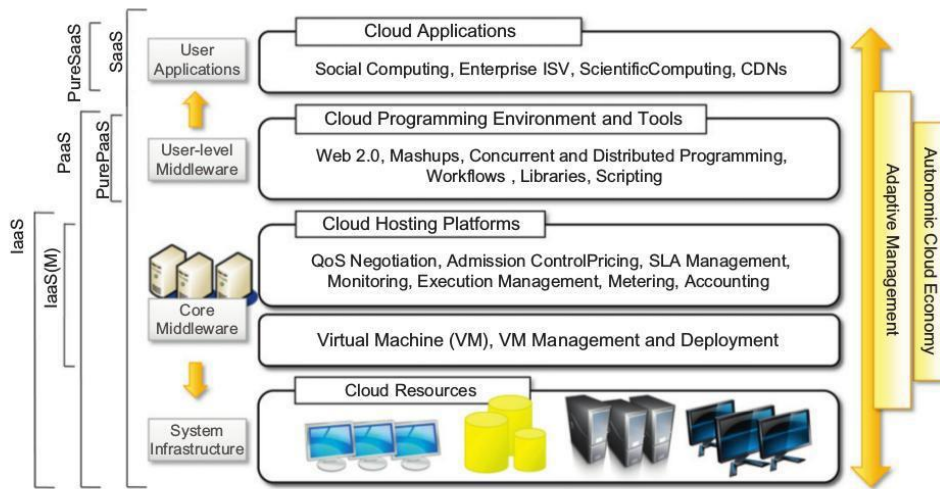 PureSaaS
SaaS
User
Applications
Cloud Applications
Social Computing, Enterprise ISV, ScientificComputing, CDNs
PaaS
PurePaaS
User-level
Middleware
Cloud Programming Environment and Tools
Web 2.0, Mashups, Concurrent and Distributed Programming,
Workflows , Libraries, Scripting
IaaS
IaaS(M)
Core
Middleware
Cloud Hosting Platforms
QoS Negotiation, Admission ControlPricing, SLA Management,
Monitoring, Execution Management, Metering, Accounting
Virtual Machine (VM), VM Management and Deployment
System
Infrastructure
Cloud Resources
Adaptive Management
Autonomic Cloud Economy